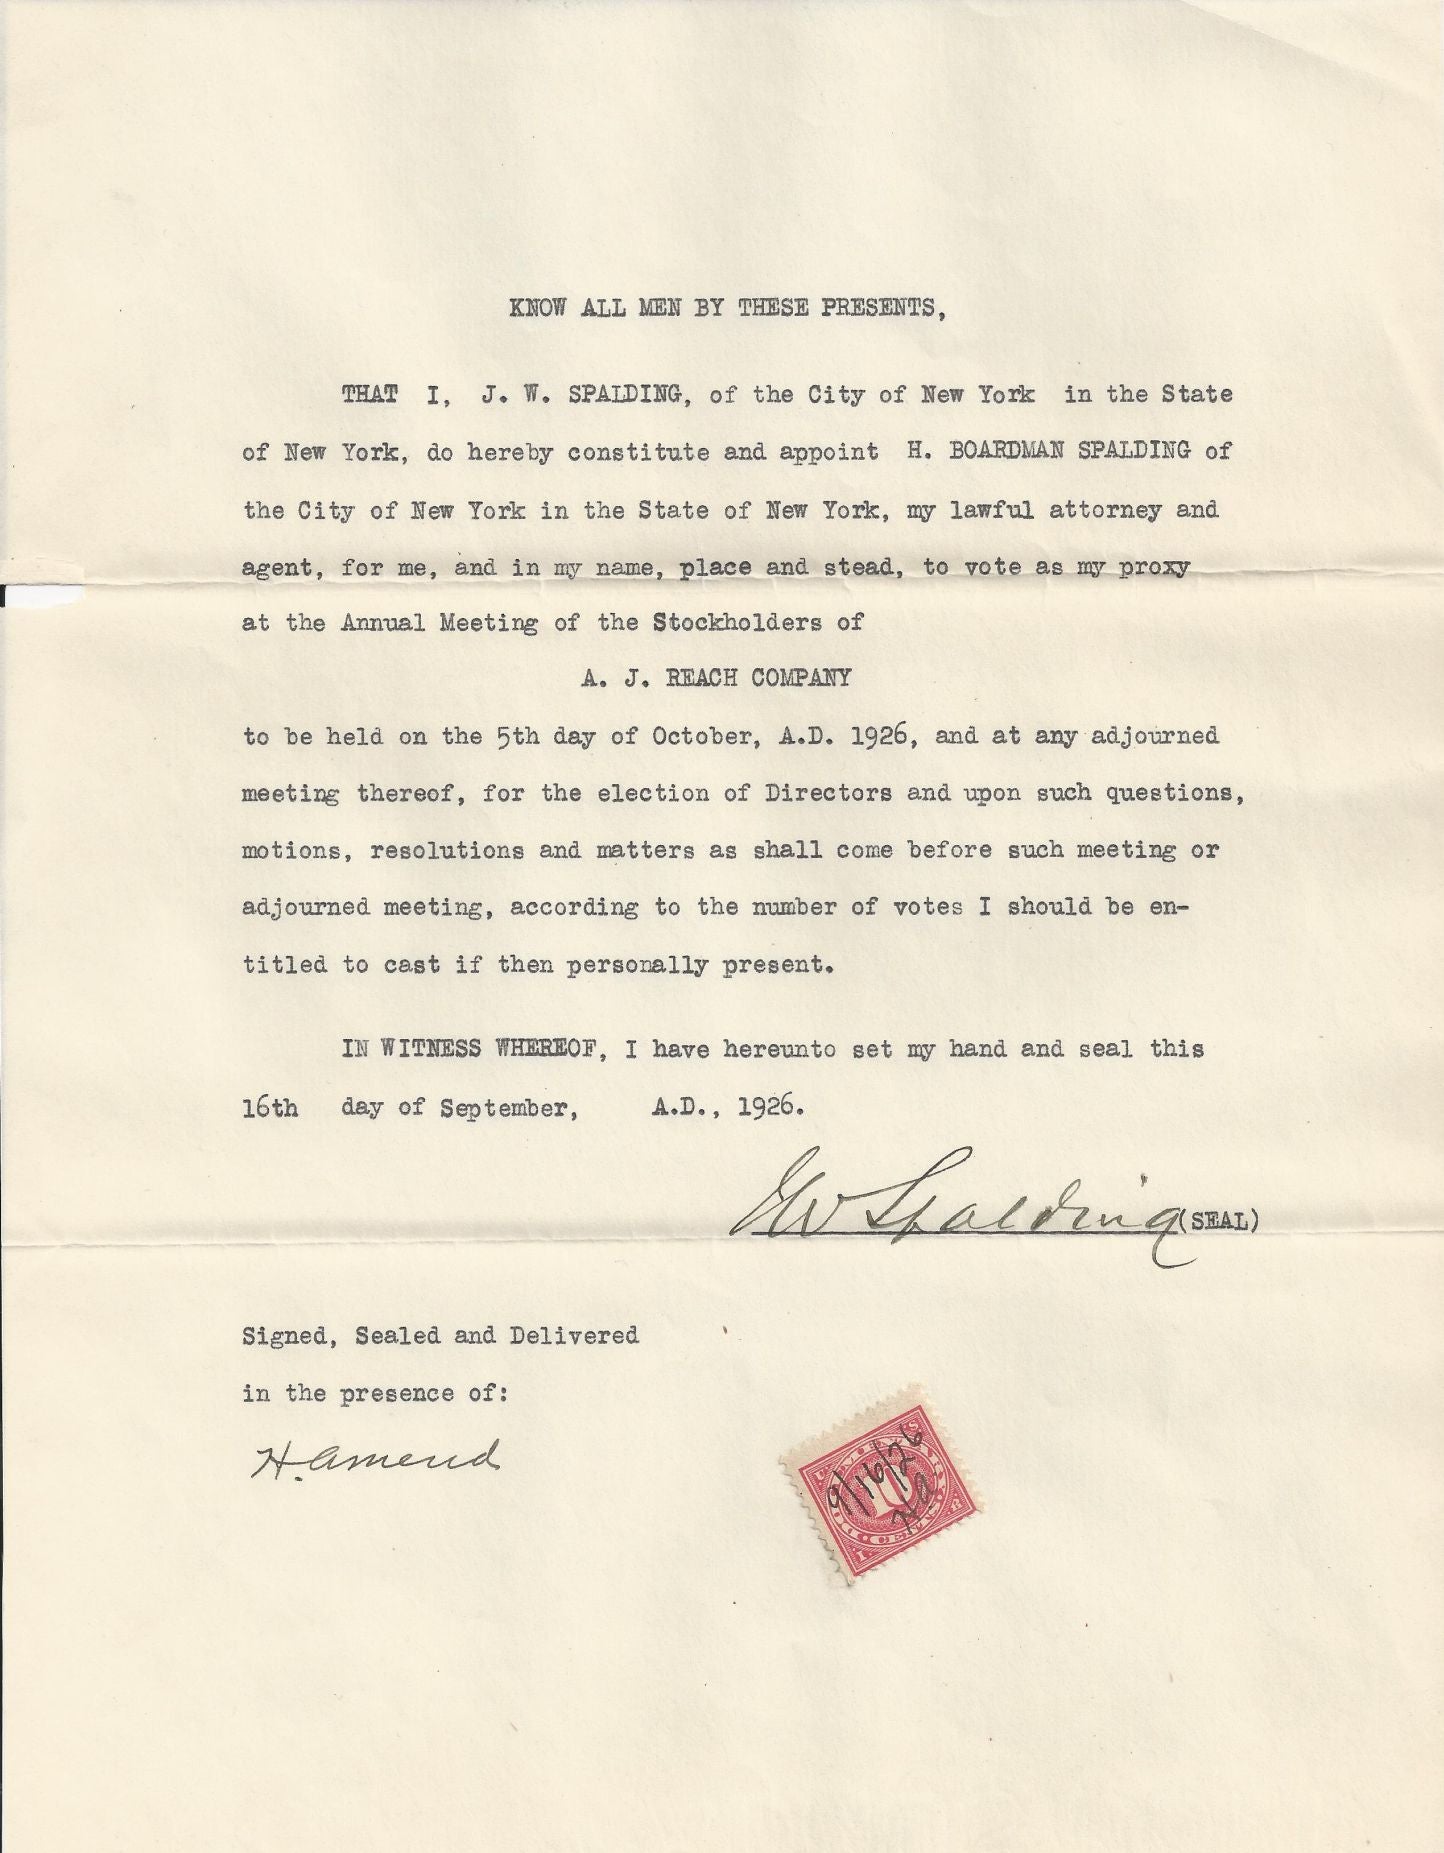 KNOW ALL MEN BY THESE PRESENTS,
THAT I, J. W. SPALDING, of the City of New York in the State
of New York, do hereby constitute and appoint H. BOARDMAN SPALDING of
the City of New York in the State of New York, my lawful attorney and
agent, for me, and in my name, place and stead, to vote as my proxy
at the Annual Meeting of the Stockholders of
A. J. REACH COMPANY
to be held on the 5th day of October, A.D. 1926, and at any adjourned
meeting thereof, for the election of Directors and upon such questions,
motions, resolutions and matters as shall come before such meeting or
adjourned meeting, according to the number of votes I should be en-
titled to cast if then personally present.
IN WITNESS WHEREOF, I have hereunto set my hand and seal this
16th day of September, A.D., 1926.
JW Spalding (SEAL)
Signed, Sealed and Delivered
in the presence of:
H. Amend
9/16/26
HA
10
CENTS